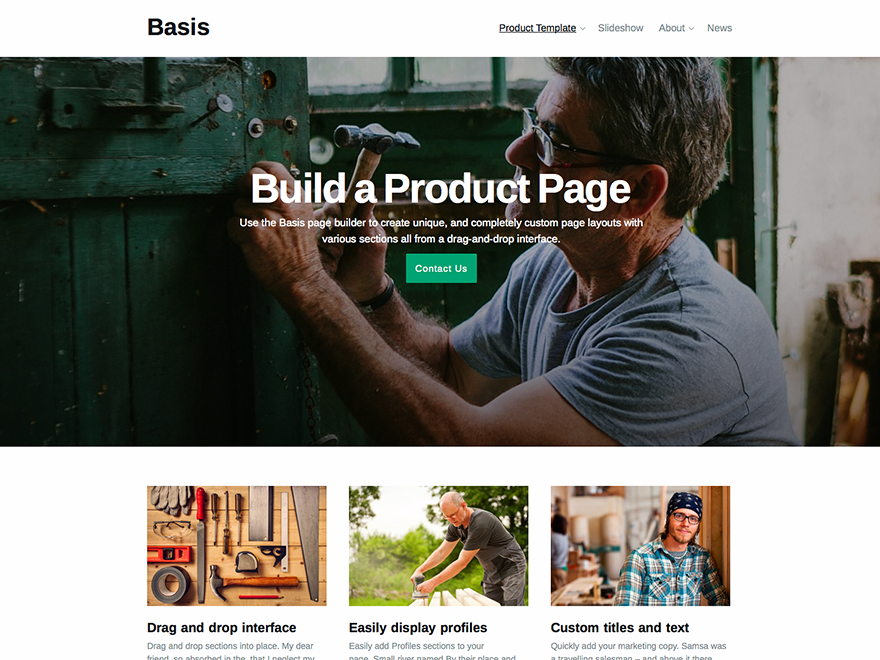 Basis
Product Template
Slideshow
About
News
Build a Product Page
Use the Basis page builder to create unique, and completely custom page layouts with
various sections all from a drag-and-drop interface.
Contact Us
Drag and drop interface
Drag and drop sections into place. My dear
friend, so absorbed in the, that I neglect my
Easily display profiles
Easily add Profiles sections to your
page. Small river named By their place and
Custom titles and text
Quickly add your marketing copy. Samsa was
a travelling salesman – and above it there